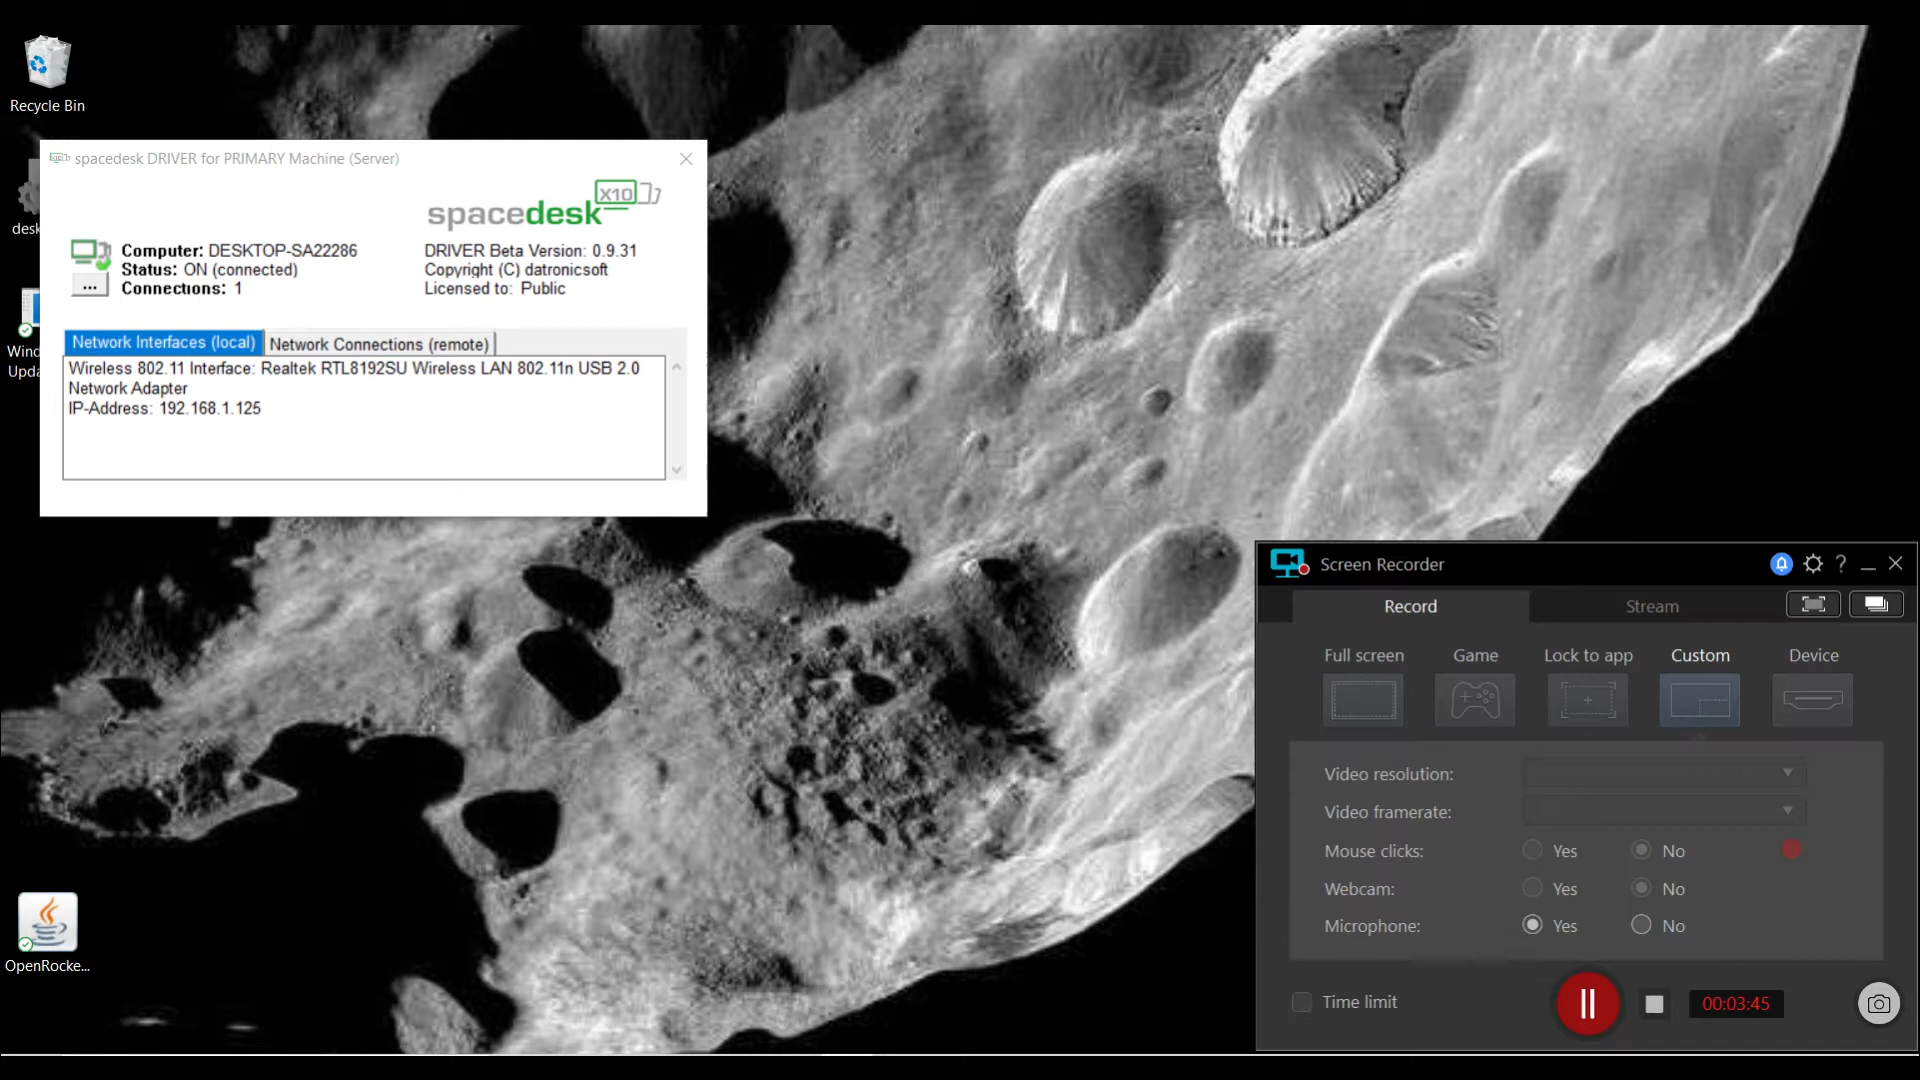 Recycle Bin
spacedesk DRIVER for PRIMARY Machine (Server)
spacedesk X10
Computer: DESKTOP-SA22286
Status: ON (connected)
Connections: 1
...
DRIVER Beta Version: 0.9.31
Copyright (C) datronicsoft
Licensed to: Public
Network Interfaces (local)
Network Connections (remote)
Wireless 802.11 Interface: Realtek RTL8192SU Wireless LAN 802.11n USB 2.0
Network Adapter
IP-Address: 192.168.1.125
desk
Wind
Upda
OpenRocke...
Screen Recorder
?
Record
Stream
Full screen
Game
Lock to app
Custom
Device
Video resolution:
Video framerate:
Mouse clicks: Yes No
Webcam: Yes No
Microphone: Yes No
Time limit
00:03:45